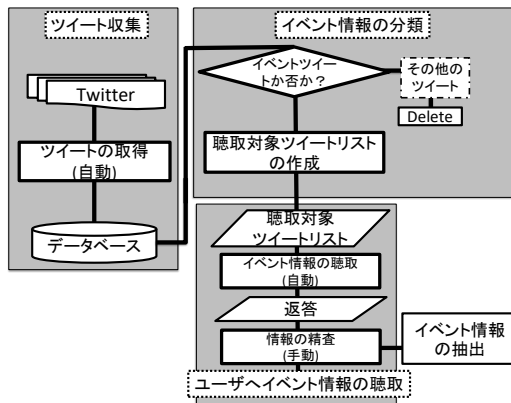 ツイート収集
Twitter
ツイートの取得
(自動)
データベース
イベント情報の分類
イベントツイー
トか否か？
その他の
ツイート
Delete
聴取対象ツイートリスト
の作成
聴取対象
ツイートリスト
イベント情報の聴取
(自動)
返答
情報の精査
(手動)
イベント情報
の抽出
ユーザへイベント情報の聴取